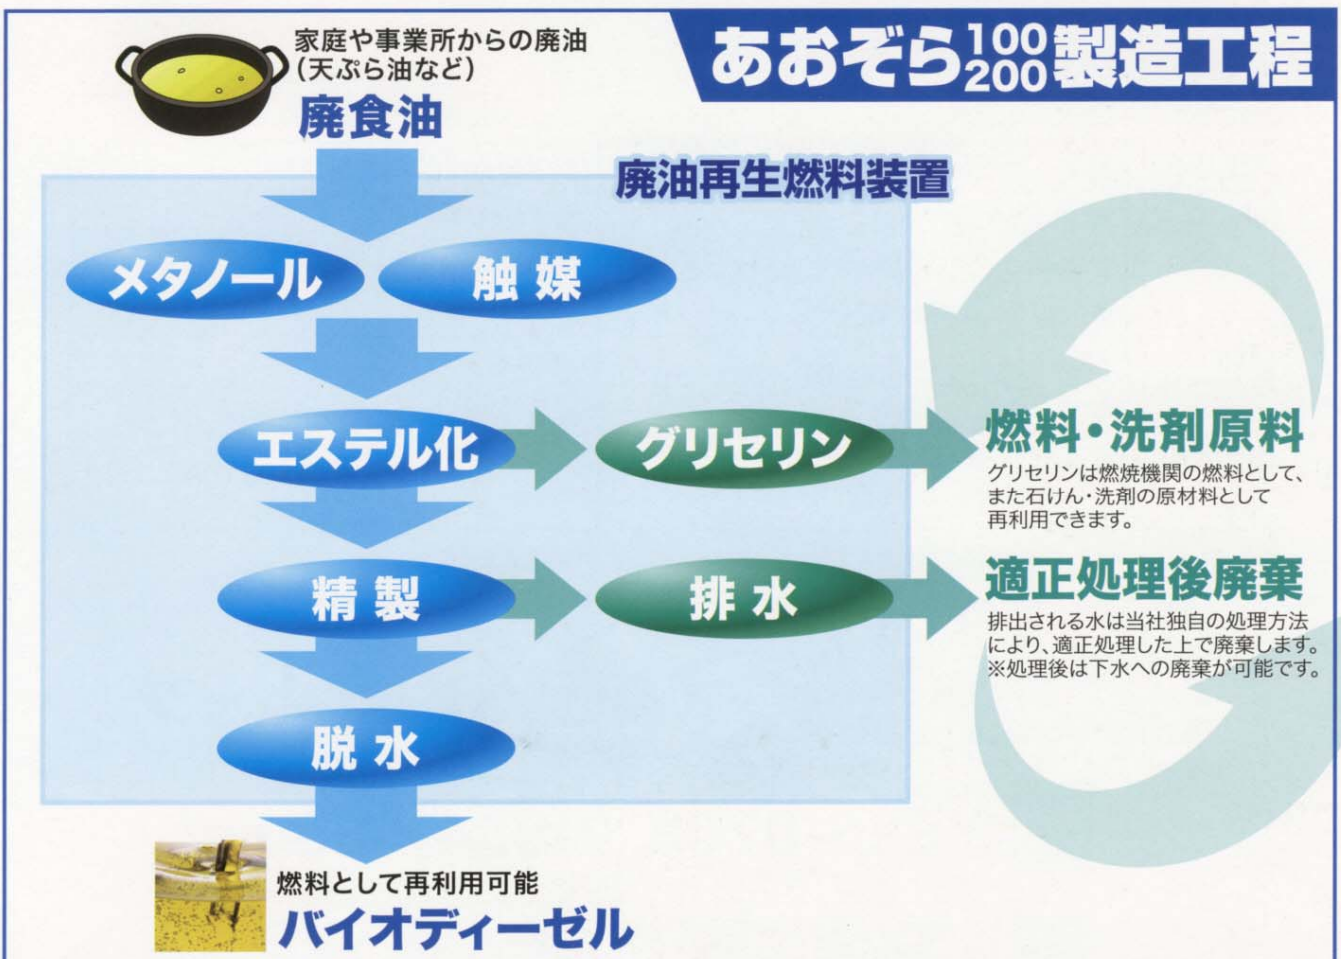 家庭や事業所からの廃油
(天ぷら油など)
廃食油
あおぞら100 200製造工程
廃油再生燃料装置
メタノール
触媒
エステル化
グリセリン
燃料・洗剤原料
グリセリンは燃焼機関の燃料として、
また石けん・洗剤の原材料として
再利用できます。
精製
排水
適正処理後廃棄
排出される水は当社独自の処理方法
により、適正処理した上で廃棄します。
※処理後は下水への廃棄が可能です。
脱水
燃料として再利用可能
バイオディーゼル